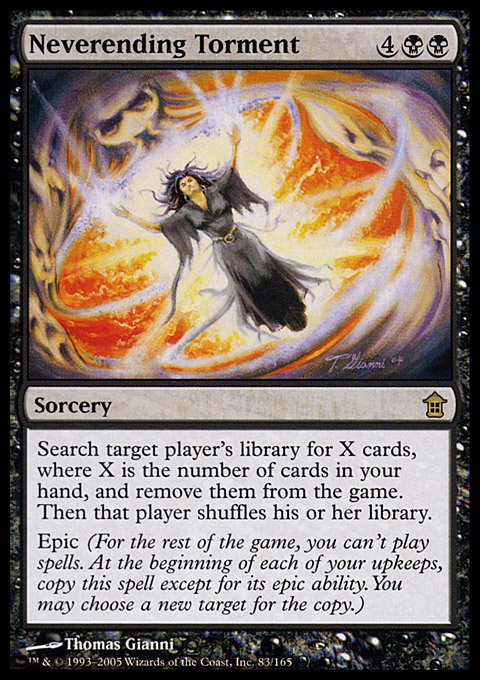 Neverending Torment 4
T. Gianni 04
Sorcery
Search target player's library for X cards,
where X is the number of cards in your
hand, and remove them from the game.
Then that player shuffles his or her library.
Epic (For the rest of the game, you can't play
spells. At the beginning of each of your upkeeps,
copy this spell except for its epic ability. You
may choose a new target for the copy.)
Thomas Gianni
™ & © 1993–2005 Wizards of the Coast, Inc. 83/165